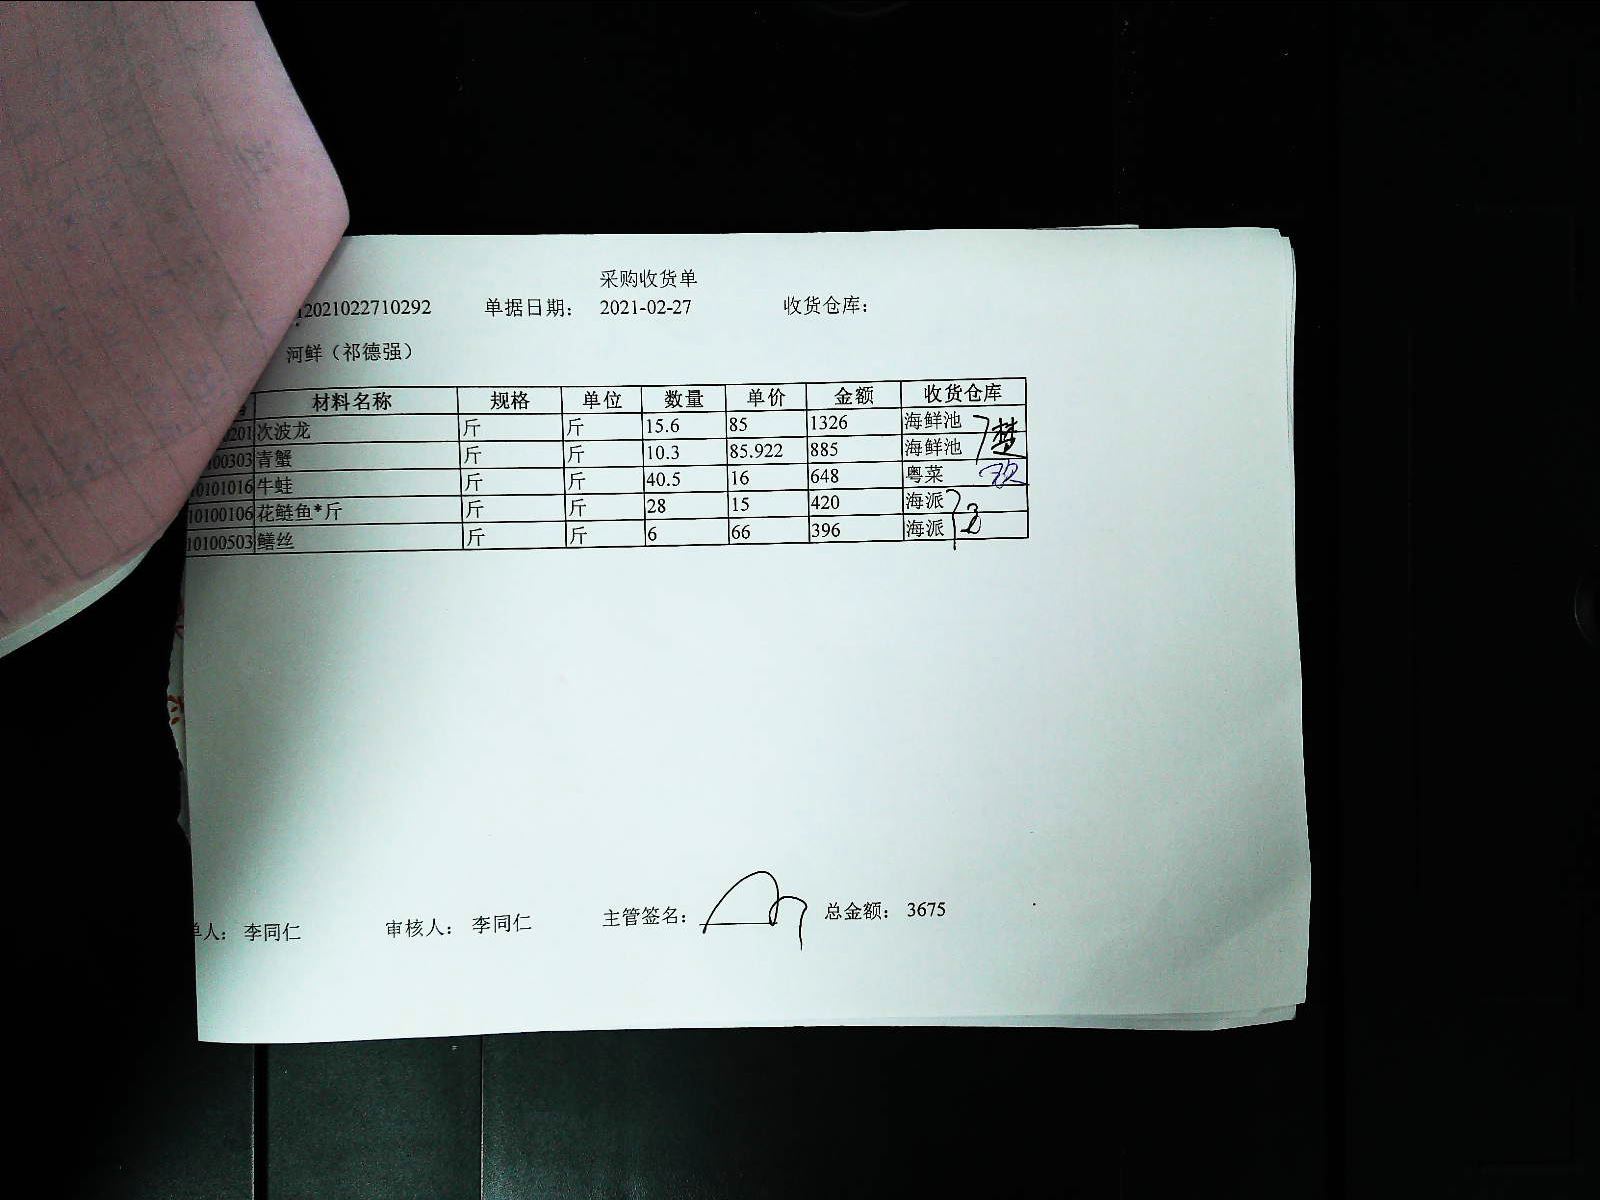 采购收货单
12021022710292 单据日期： 2021-02-27 收货仓库：
河鲜（祁德强）
材料名称 规格 单位 数量 单价 金额 收货仓库
0201 次波龙 斤 斤 15.6 85 1326 海鲜池
100303 青蟹 斤 斤 10.3 85.922 885 海鲜池
10101016 牛蛙 斤 斤 40.5 16 648 粤菜
10100106 花鲢鱼*斤 斤 斤 28 15 420 海派
10100503 鳝丝 斤 斤 6 66 396 海派
楚
单人： 李同仁 审核人： 李同仁 主管签名： 总金额： 3675